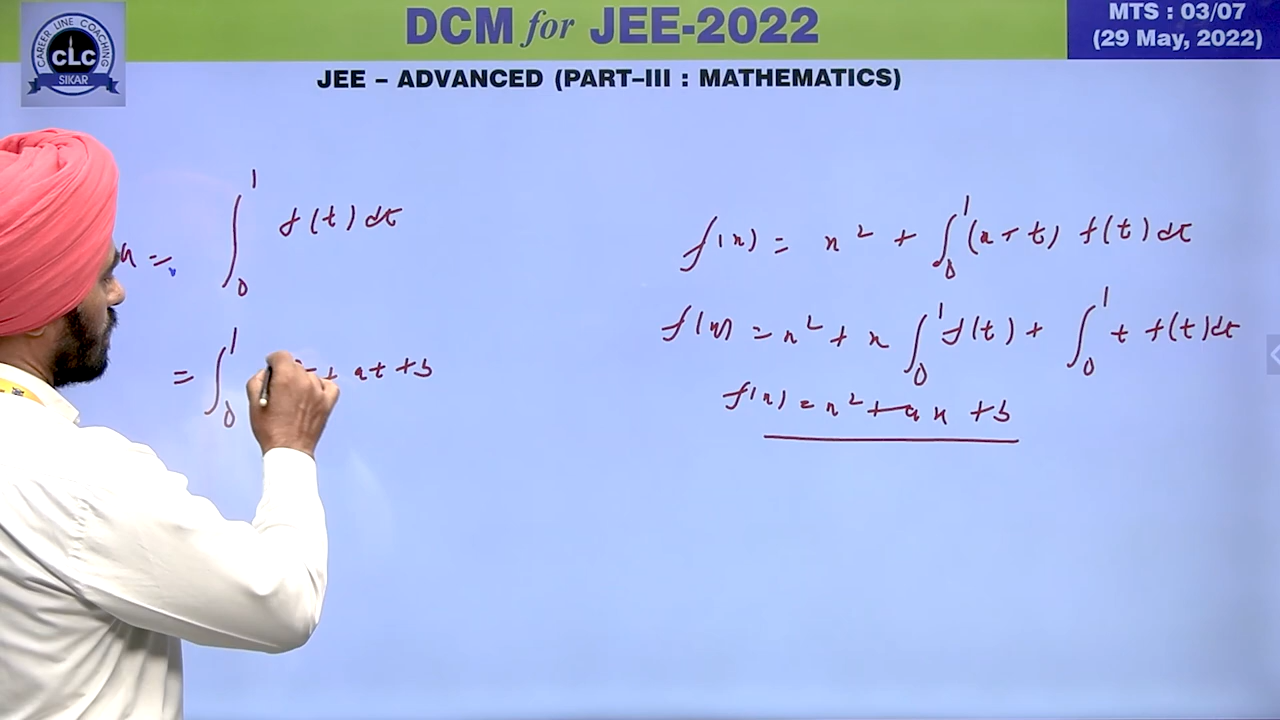 DCM for JEE-2022
MTS : 03/07
(29 May, 2022)
CAREER LINE COACHING
CLC
SIKAR
JEE – ADVANCED (PART–III : MATHEMATICS)
a = ∫₀¹ f(t) dt
= ∫₀¹ + at + b
f(x) = x² + ∫₀¹ (x + t) f(t) dt
f(x) = x² + x ∫₀¹ f(t) + ∫₀¹ t f(t) dt
f(x) = x² + ax + b